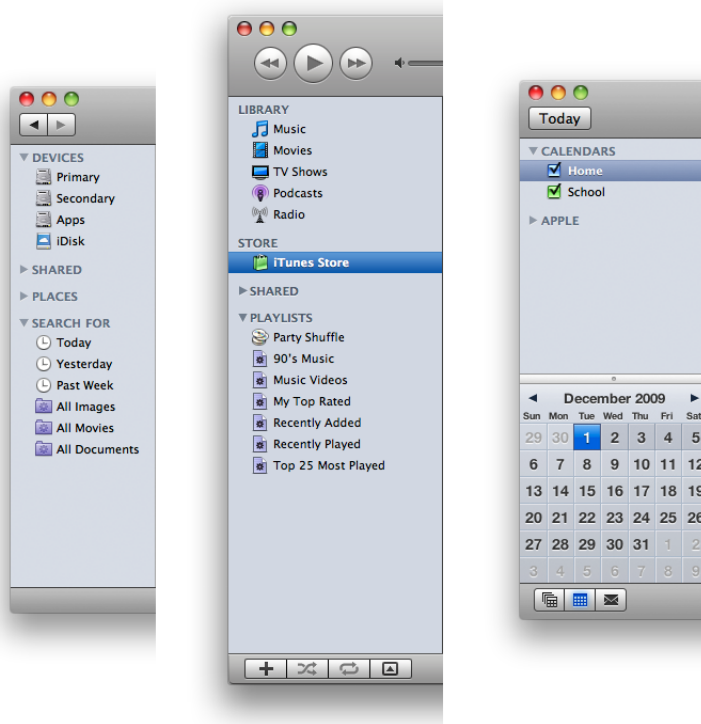 DEVICES
Primary
Secondary
Apps
iDisk
SHARED
PLACES
SEARCH FOR
Today
Yesterday
Past Week
All Images
All Movies
All Documents
LIBRARY
Music
Movies
TV Shows
Podcasts
Radio
STORE
iTunes Store
SHARED
PLAYLISTS
Party Shuffle
90's Music
Music Videos
My Top Rated
Recently Added
Recently Played
Top 25 Most Played
Today
CALENDARS
Home
School
APPLE
December 2009
Sun Mon Tue Wed Thu Fri Sat
29 30 1 2 3 4 5
6 7 8 9 10 11 12
13 14 15 16 17 18 19
20 21 22 23 24 25 26
27 28 29 30 31 1 2
3 4 5 6 7 8 9